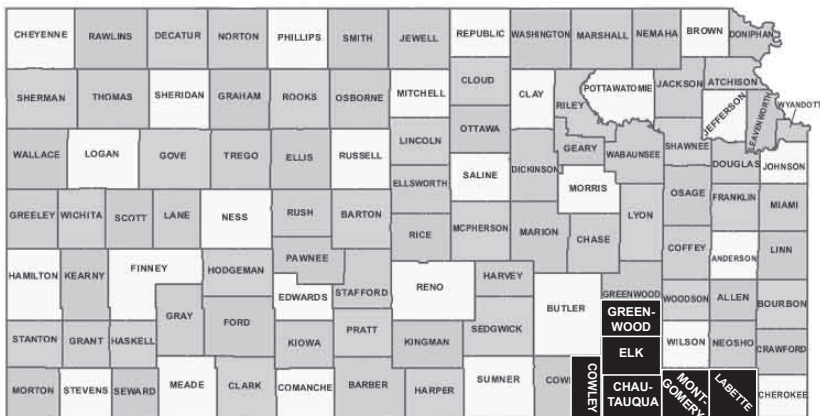 CHEYENNE RAWLINS DECATUR NORTON PHILLIPS SMITH JEWELL REPUBLIC WASHINGTON MARSHALL NEMAHA BROWN DONIPHAN
SHERMAN THOMAS SHERIDAN GRAHAM ROOKS OSBORNE MITCHELL CLOUD CLAY RILEY POTTAWATOMIE JACKSON ATCHISON
JEFFERSON LEAVENWORTH WYANDOTT
WALLACE LOGAN GOVE TREGO ELLIS RUSSELL LINCOLN OTTAWA DICKINSON GEARY WABAUNSEE SHAWNEE DOUGLAS JOHNSON
ELLSWORTH SALINE MORRIS
GREELEY WICHITA SCOTT LANE NESS RUSH BARTON RICE MCPHERSON MARION CHASE LYON OSAGE FRANKLIN MIAMI
HAMILTON KEARNY FINNEY HODGEMAN PAWNEE STAFFORD RENO HARVEY COFFEY ANDERSON LINN
EDWARDS BUTLER GREENWOOD WOODSON ALLEN BOURBON
GREEN-
WOOD
STANTON GRANT HASKELL GRAY FORD KIOWA PRATT KINGMAN SEDGWICK WILSON NEOSHO CRAWFORD
ELK
MORTON STEVENS SEWARD MEADE CLARK COMANCHE BARBER HARPER SUMNER COWL
COWLEY
CHAU-
TAUQUA
MONT-
GOMERY
LABETTE
CHEROKEE